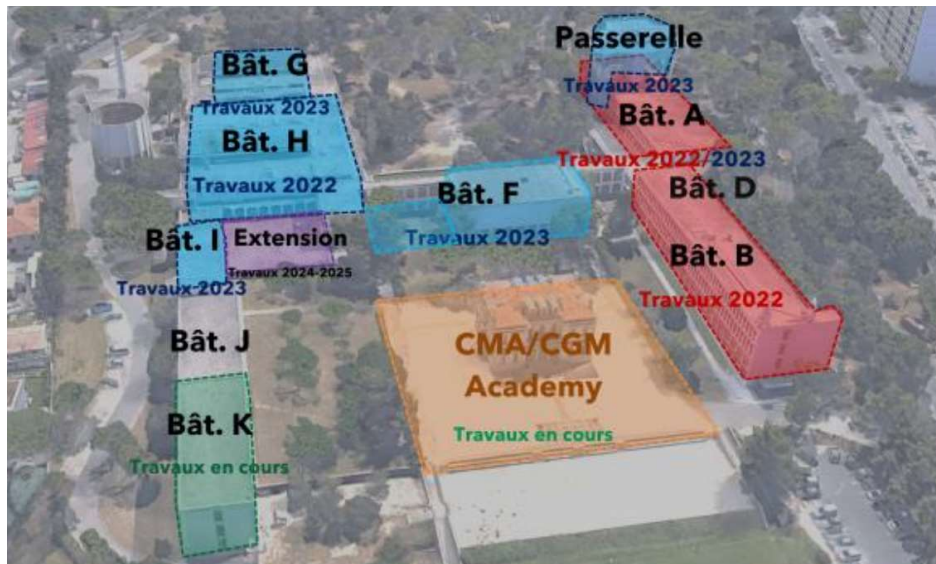 Passerelle
Travaux 2023
Bât. G
Travaux 2023
Bât. A
Travaux 2022/2023
Bât. H
Travaux 2022
Bât. D
Bât. F
Travaux 2023
Bât. I
Travaux 2023
Extension
Travaux 2024-2025
Bât. B
Travaux 2022
Bât. J
CMA/CGM
Academy
Travaux en cours
Bât. K
Travaux en cours